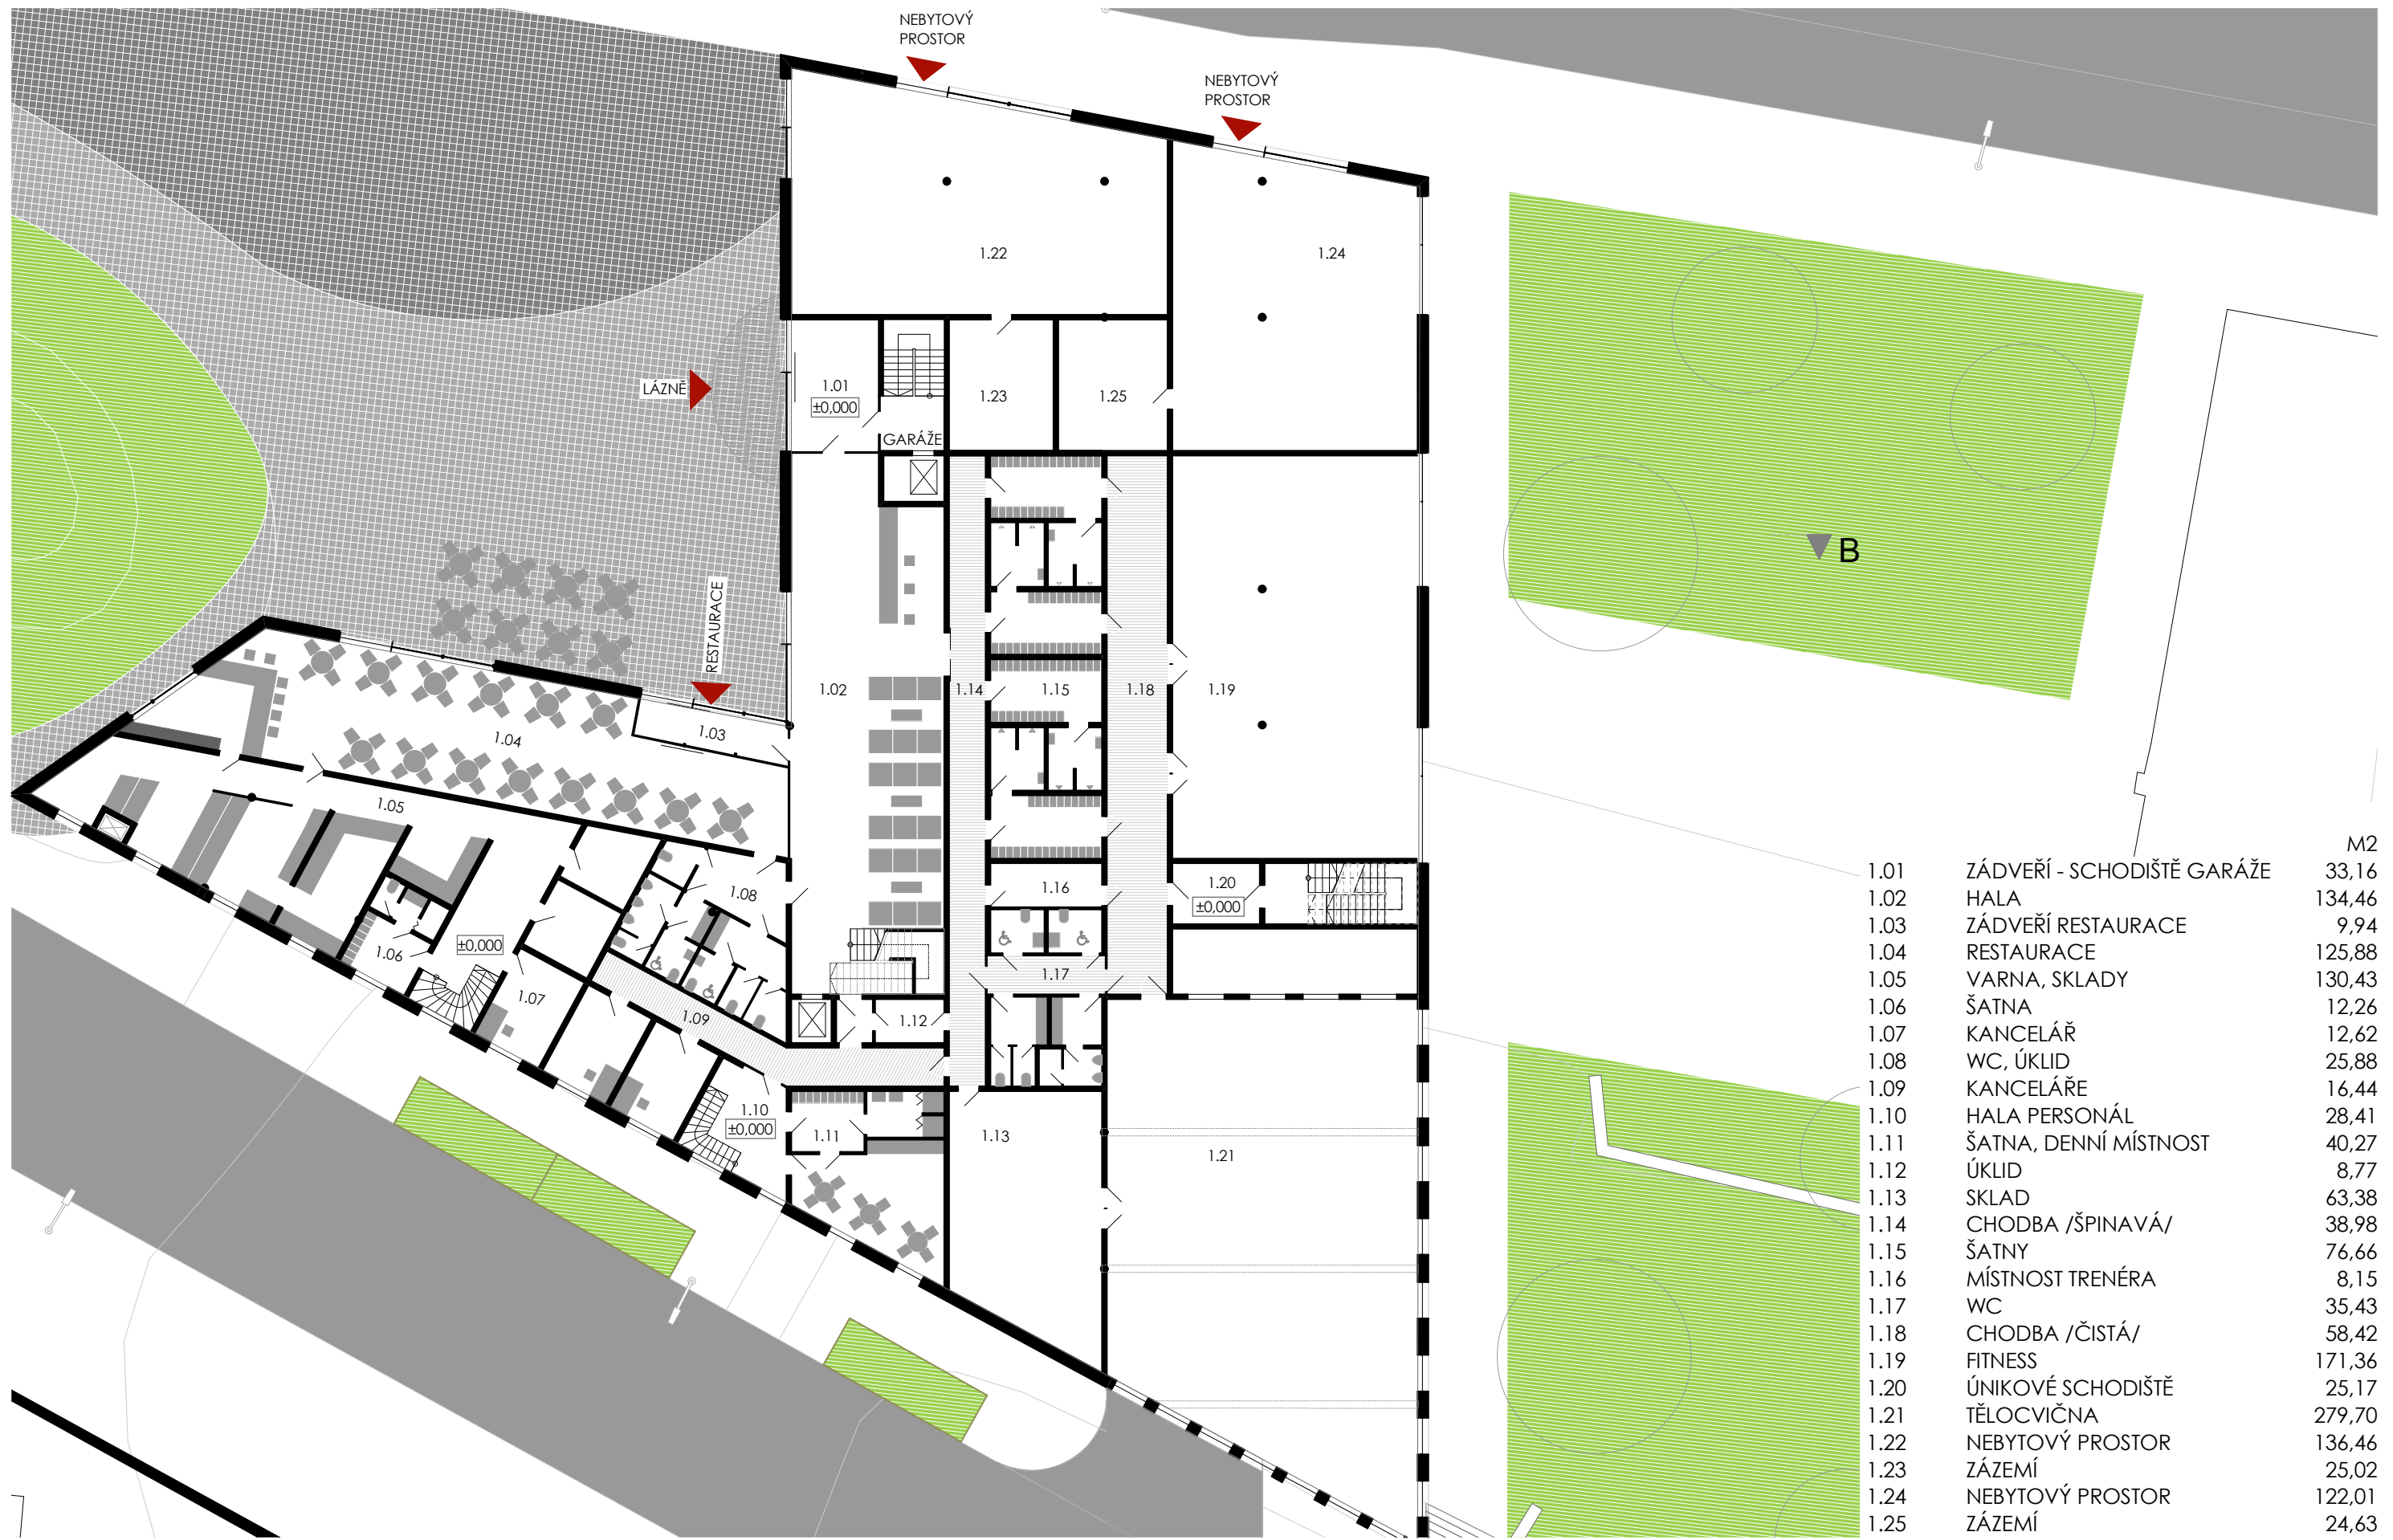 NEBYTOVÝ
PROSTOR
NEBYTOVÝ
PROSTOR
1.22
1.24
LÁZNĚ
1.01
±0,000
1.23
1.25
GARÁŽE
B
RESTAURACE
1.02
1.14
1.15
1.18
1.19
1.03
1.04
1.05
1.08
1.16
1.20
±0,000
1.06
±0,000
1.07
1.17
1.09
1.12
1.10
±0,000
1.11
1.13
1.21
M2
1.01 ZÁDVEŘÍ - SCHODIŠTĚ GARÁŽE 33,16
1.02 HALA 134,46
1.03 ZÁDVEŘÍ RESTAURACE 9,94
1.04 RESTAURACE 125,88
1.05 VARNA, SKLADY 130,43
1.06 ŠATNA 12,26
1.07 KANCELÁŘ 12,62
1.08 WC, ÚKLID 25,88
1.09 KANCELÁŘE 16,44
1.10 HALA PERSONÁL 28,41
1.11 ŠATNA, DENNÍ MÍSTNOST 40,27
1.12 ÚKLID 8,77
1.13 SKLAD 63,38
1.14 CHODBA /ŠPINAVÁ/ 38,98
1.15 ŠATNY 76,66
1.16 MÍSTNOST TRENÉRA 8,15
1.17 WC 35,43
1.18 CHODBA /ČISTÁ/ 58,42
1.19 FITNESS 171,36
1.20 ÚNIKOVÉ SCHODIŠTĚ 25,17
1.21 TĚLOCVIČNA 279,70
1.22 NEBYTOVÝ PROSTOR 136,46
1.23 ZÁZEMÍ 25,02
1.24 NEBYTOVÝ PROSTOR 122,01
1.25 ZÁZEMÍ 24,63